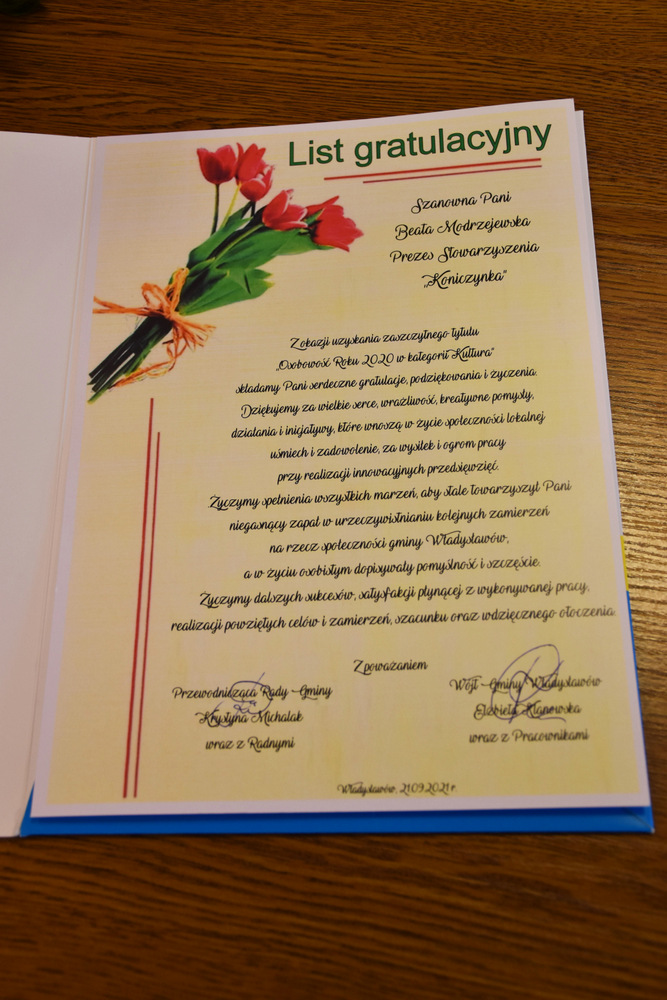 List gratulacyjny
Szanowna Pani
Beata Modrzejewska
Prezes Stowarzyszenia
„Koniczynka"
Z okazji uzyskania zaszczytnego tytułu
„Osobowość Roku 2020 w kategorii Kultura"
składamy Pani serdeczne gratulacje, podziękowania i życzenia.
Dziękujemy za wielkie serce, wrażliwość, kreatywne pomysły,
działania i inicjatywy, które wnoszą w życie społeczności lokalnej
uśmiech i zadowolenie, za wysiłek i ogrom pracy
przy realizacji innowacyjnych przedsięwzięć.
Życzymy spełnienia wszystkich marzeń, aby stale towarzyszył Pani
niegasnący zapał w urzeczywistnianiu kolejnych zamierzeń
na rzecz społeczności gminy Władysławów,
a w życiu osobistym dopisywały pomyślność i szczęście.
Życzymy dalszych sukcesów, satysfakcji płynącej z wykonywanej pracy,
realizacji powziętych celów i zamierzeń, szacunku oraz wdzięcznego otoczenia.
Z poważaniem
Przewodnicząca Rady Gminy
Krystyna Michalak
wraz z Radnymi
Wójt Gminy Władysławów
Elżbieta Klanowska
wraz z Pracownikami
Władysławów, 21.09.2021 r.